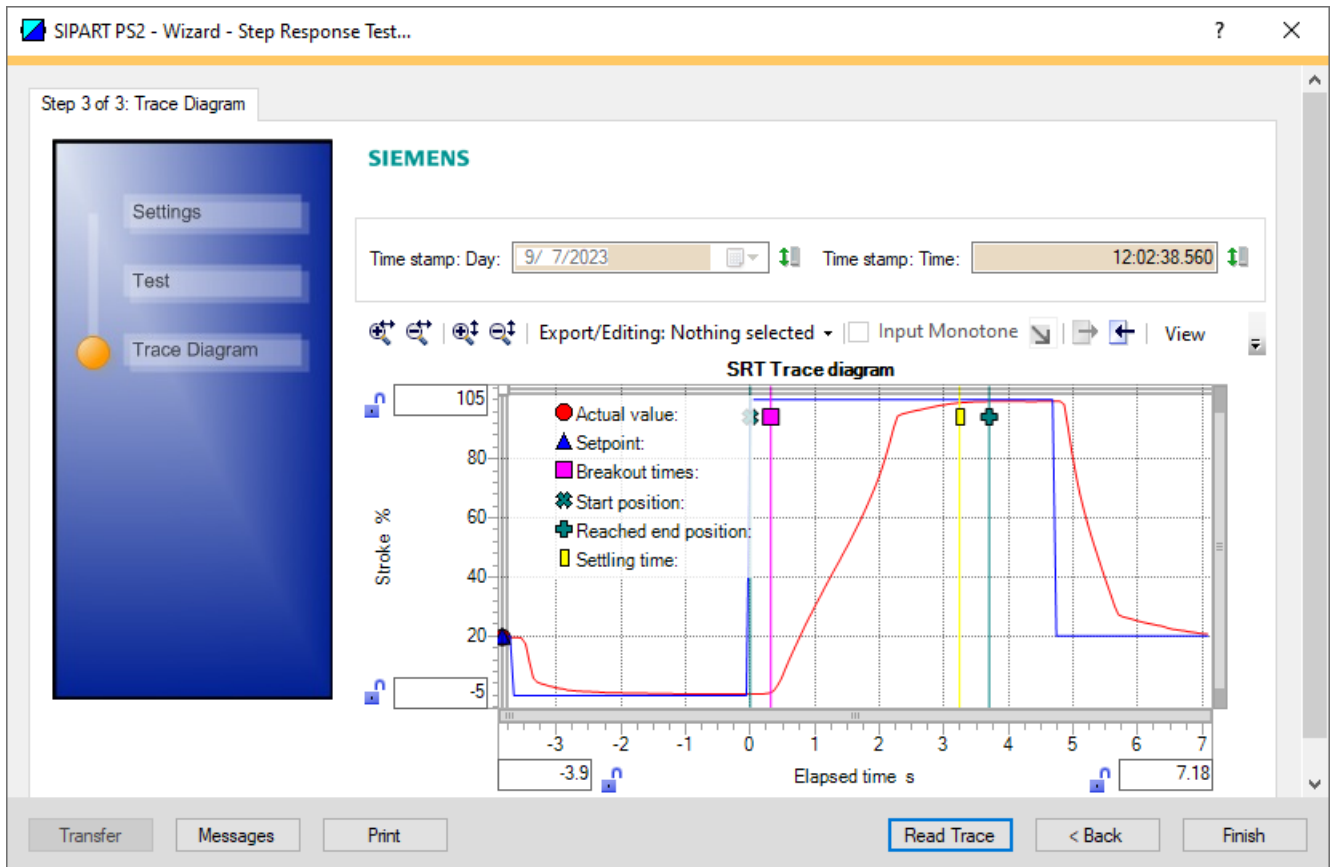 SIPART PS2 - Wizard - Step Response Test...
?
Step 3 of 3: Trace Diagram
SIEMENS
Settings
Test
Trace Diagram
Time stamp: Day: 9/ 7/2023 Time stamp: Time: 12:02:38.560
Export/Editing: Nothing selected Input Monotone View
SRT Trace diagram
105
80
60
40
20
-5
Stroke %
Actual value:
Setpoint:
Breakout times:
Start position:
Reached end position:
Settling time:
-3 -2 -1 0 1 2 3 4 5 6 7
-3.9 Elapsed time s 7.18
Transfer Messages Print Read Trace < Back Finish